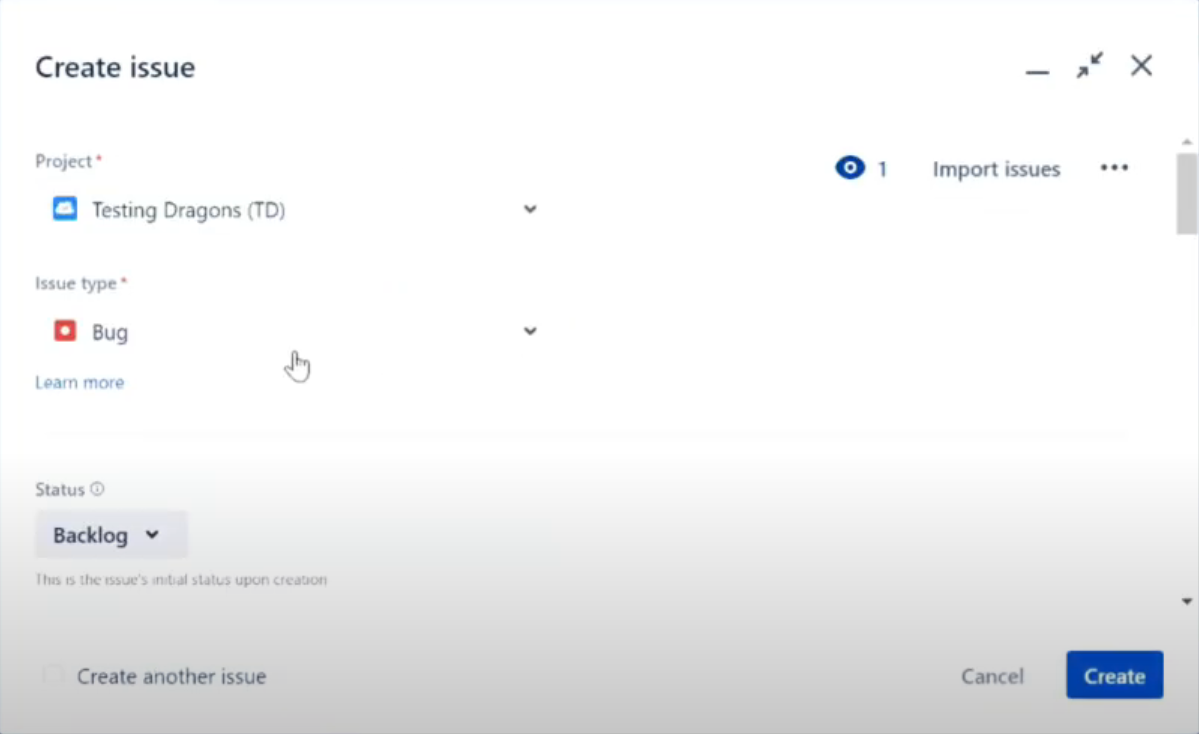 Create issue
Project *
1 Import issues
Testing Dragons (TD)
Issue type *
Bug
Learn more
Status
Backlog
This is the issue's initial status upon creation
Create another issue
Cancel Create